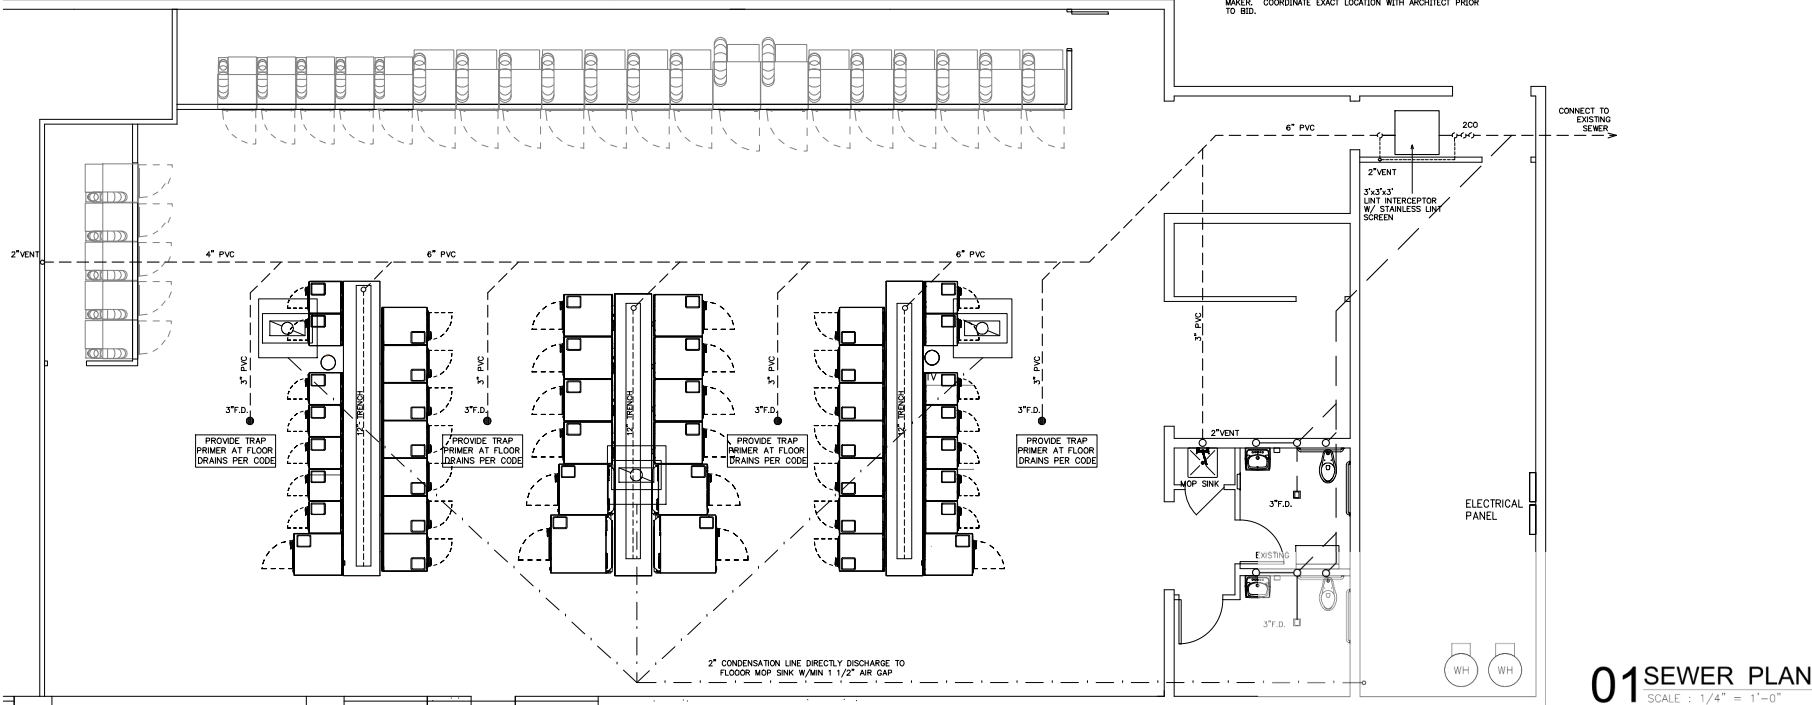 MAKER. COORDINATE EXACT LOCATION WITH ARCHITECT PRIOR
TO BID.
CONNECT TO
EXISTING
SEWER
6" PVC
2CO
2"VENT
3'x3'x3'
LINT INTERCEPTOR
W/ STAINLESS LINT
SCREEN
2"VENT
4" PVC
6" PVC
6" PVC
3" PVC
3" PVC
3" PVC
3" PVC
3" PVC
12" TRENCH
12" TRENCH
12" TRENCH
TV
3"F.D.
3"F.D.
3"F.D.
3"F.D.
PROVIDE TRAP
PRIMER AT FLOOR
DRAINS PER CODE
PROVIDE TRAP
PRIMER AT FLOOR
DRAINS PER CODE
PROVIDE TRAP
PRIMER AT FLOOR
DRAINS PER CODE
PROVIDE TRAP
PRIMER AT FLOOR
DRAINS PER CODE
2"VENT
MOP SINK
3"F.D.
ELECTRICAL
PANEL
EXISTING
3"F.D.
2" CONDENSATION LINE DIRECTLY DISCHARGE TO
FLOOOR MOP SINK W/MIN 1 1/2" AIR GAP
WH
WH
01 SEWER PLAN
SCALE : 1/4" = 1'-0"